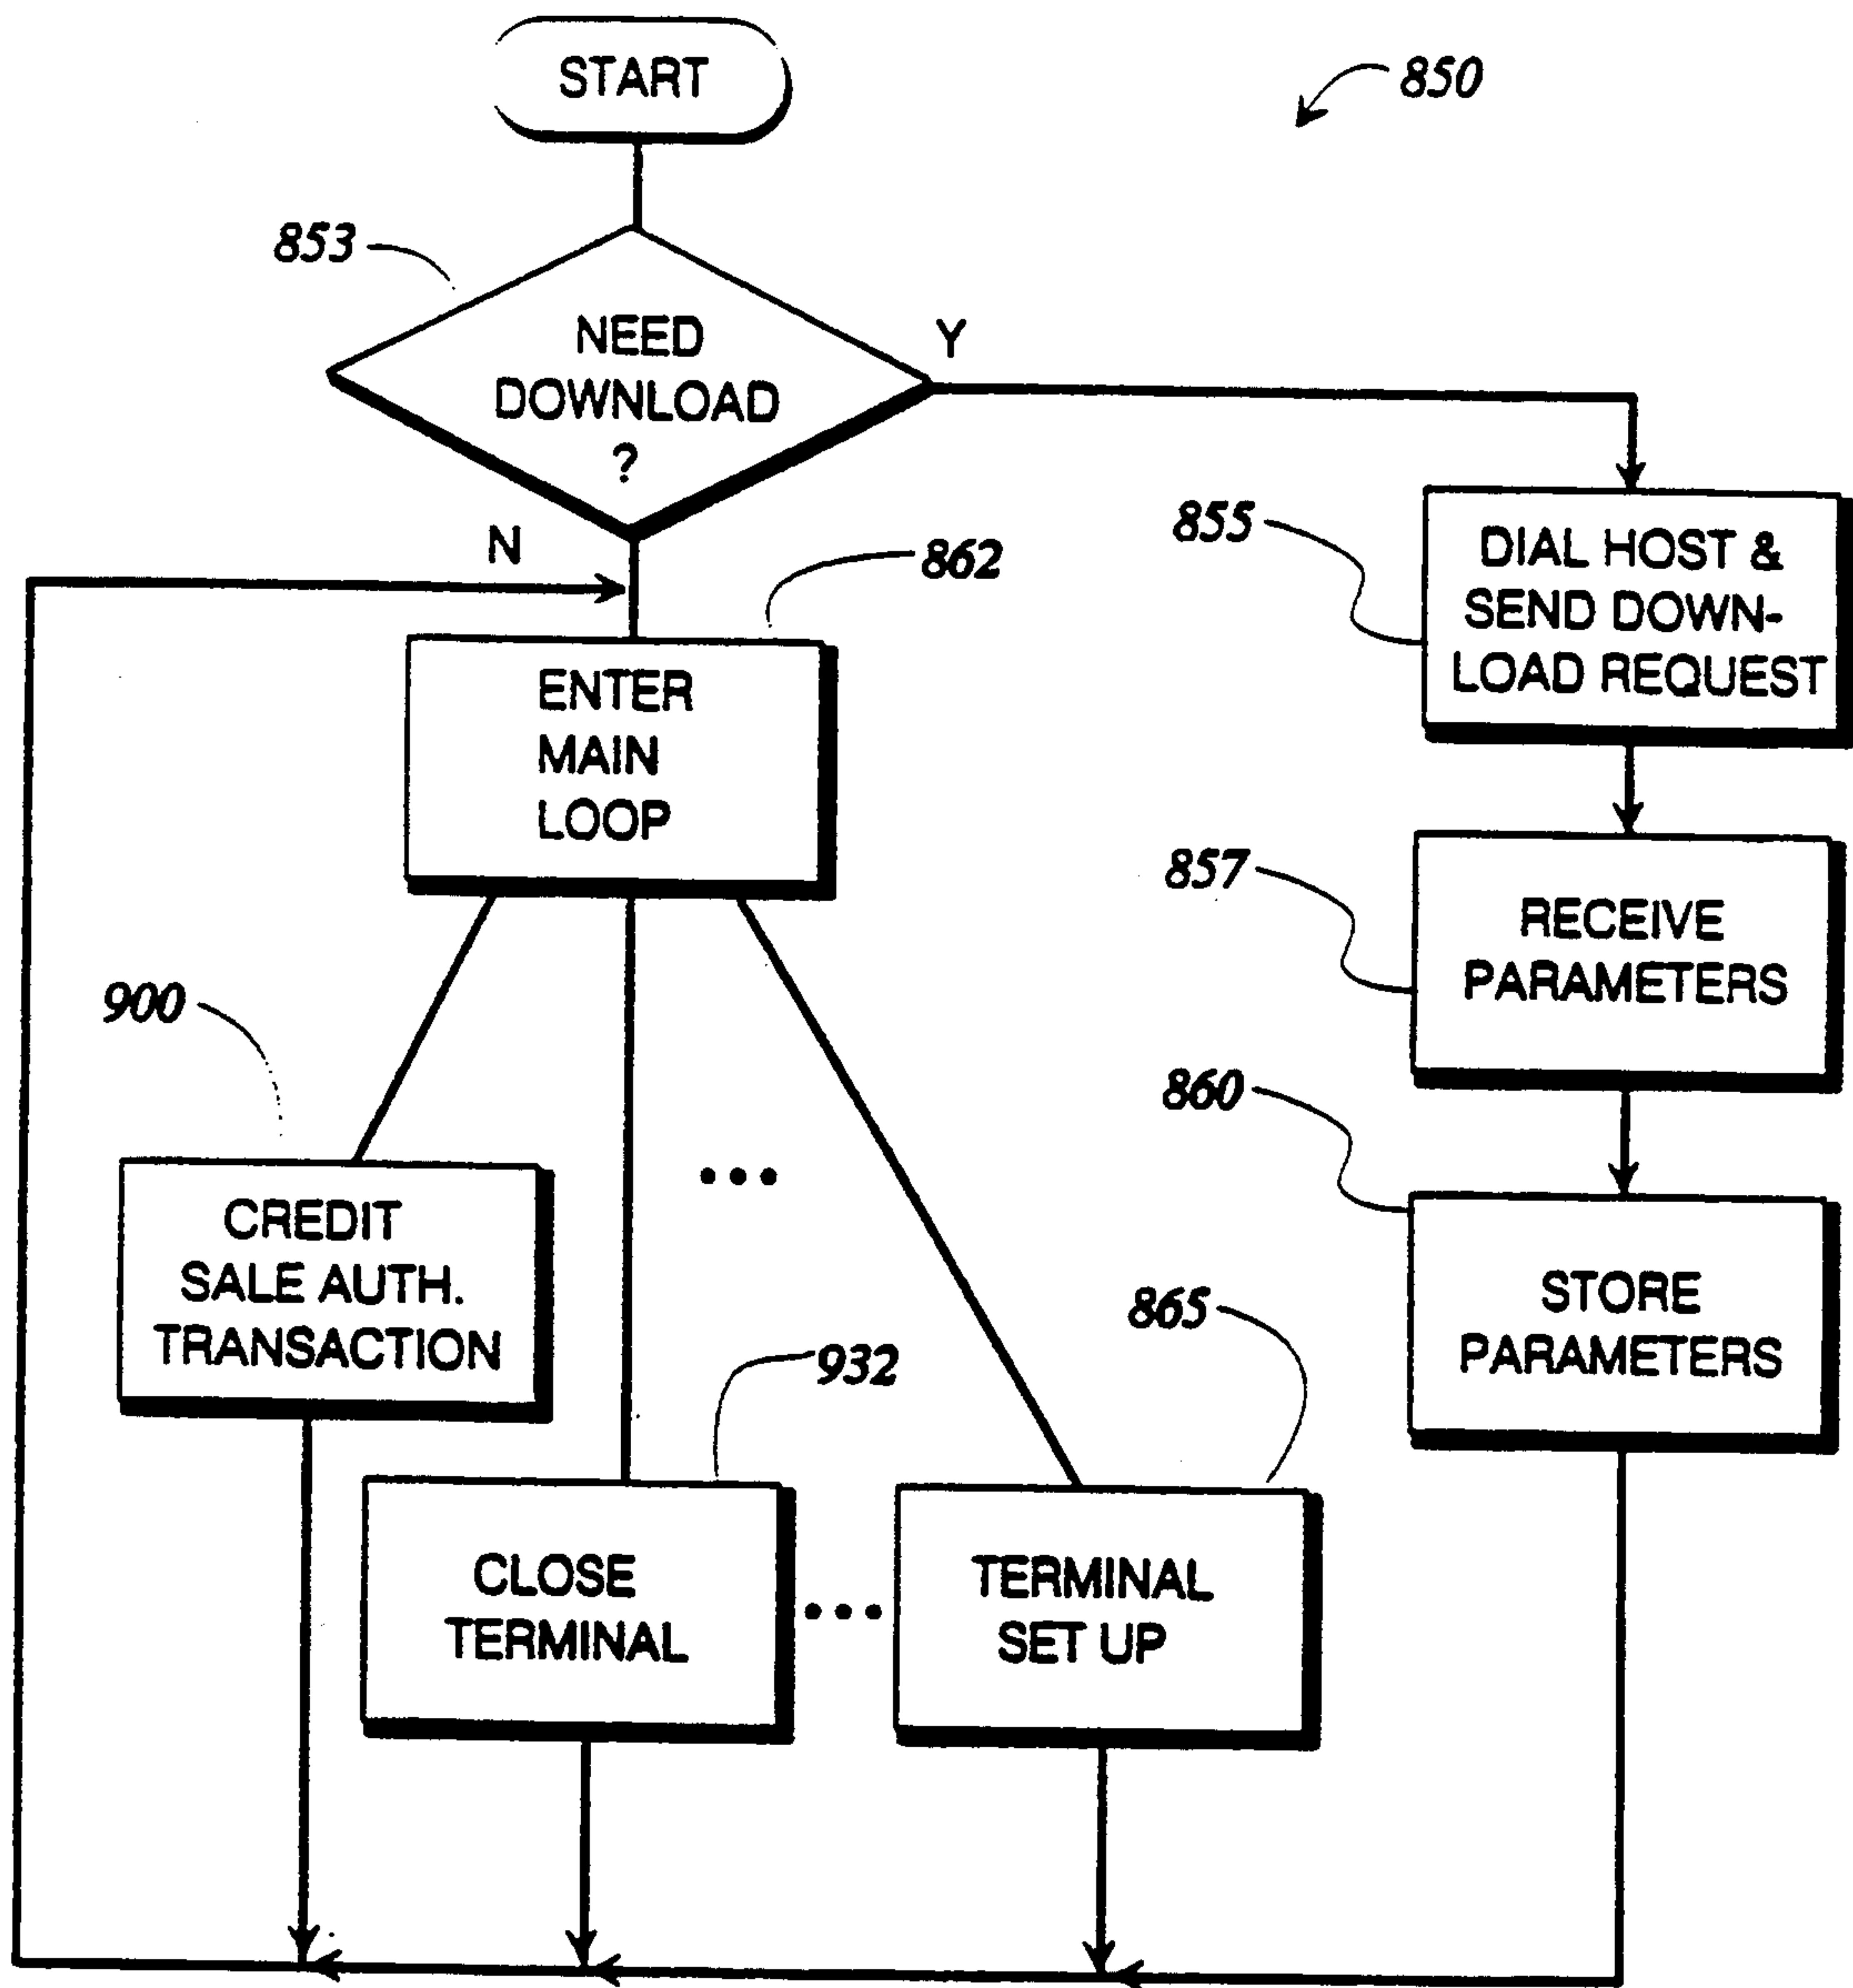 START
850
853
NEED
DOWNLOAD
?
Y
N
862
855
DIAL HOST &
SEND DOWN-
LOAD REQUEST
ENTER
MAIN
LOOP
857
RECEIVE
PARAMETERS
900
860
CREDIT
SALE AUTH.
TRANSACTION
...
STORE
PARAMETERS
932
865
CLOSE
TERMINAL
...
TERMINAL
SET UP